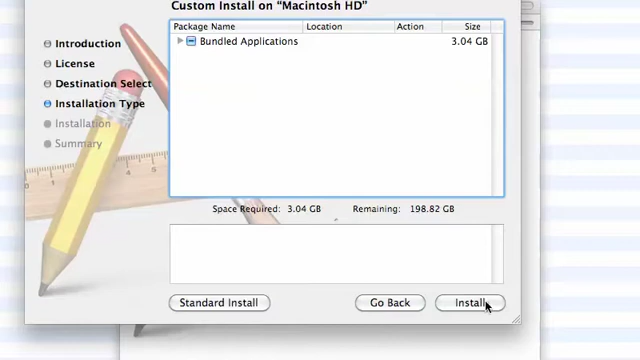 Custom Install on “Macintosh HD”
Package Name Location Action Size
Bundled Applications 3.04 GB
Introduction
License
Destination Select
Installation Type
Installation
Summary
Space Required: 3.04 GB Remaining: 198.82 GB
Standard Install Go Back Install